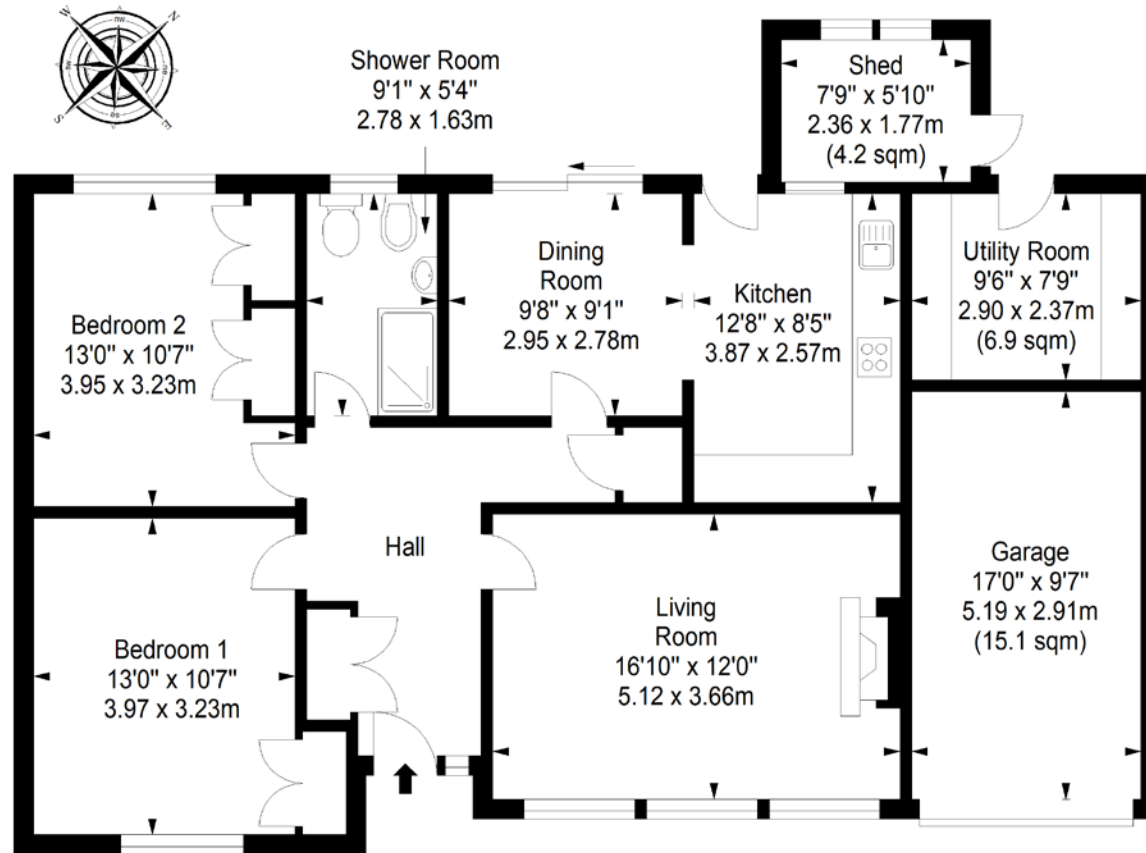 W
nw
N
sw
ne
S
se
E
Shower Room
9'1" x 5'4"
2.78 x 1.63m
Shed
7'9" x 5'10"
2.36 x 1.77m
(4.2 sqm)
Bedroom 2
13'0" x 10'7"
3.95 x 3.23m
Dining
Room
9'8" x 9'1"
2.95 x 2.78m
Kitchen
12'8" x 8'5"
3.87 x 2.57m
Utility Room
9'6" x 7'9"
2.90 x 2.37m
(6.9 sqm)
Hall
Bedroom 1
13'0" x 10'7"
3.97 x 3.23m
Living
Room
16'10" x 12'0"
5.12 x 3.66m
Garage
17'0" x 9'7"
5.19 x 2.91m
(15.1 sqm)